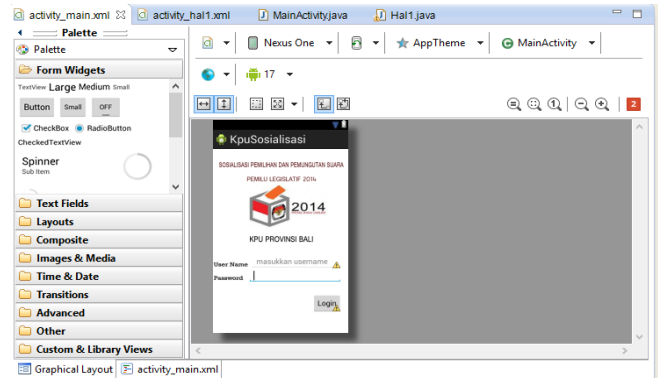 activity_main.xml activity_hal1.xml MainActivity.java Hal1.java
Palette
Palette
Nexus One AppTheme MainActivity
Form Widgets
17
TextView Large Medium Small
Button Small OFF
2
CheckBox RadioButton
CheckedTextView
Spinner
Sub Item
Text Fields
Layouts
Composite
Images & Media
Time & Date
Transitions
Advanced
Other
Custom & Library Views
KpuSosialisasi
SOSIALISASI PEMILIHAN DAN PEMUNGUTAN SUARA
PEMILU LEGISLATIF 2014
2014
KPU PROVINSI BALI
User Name masukkan username
Password
Login
Graphical Layout activity_main.xml